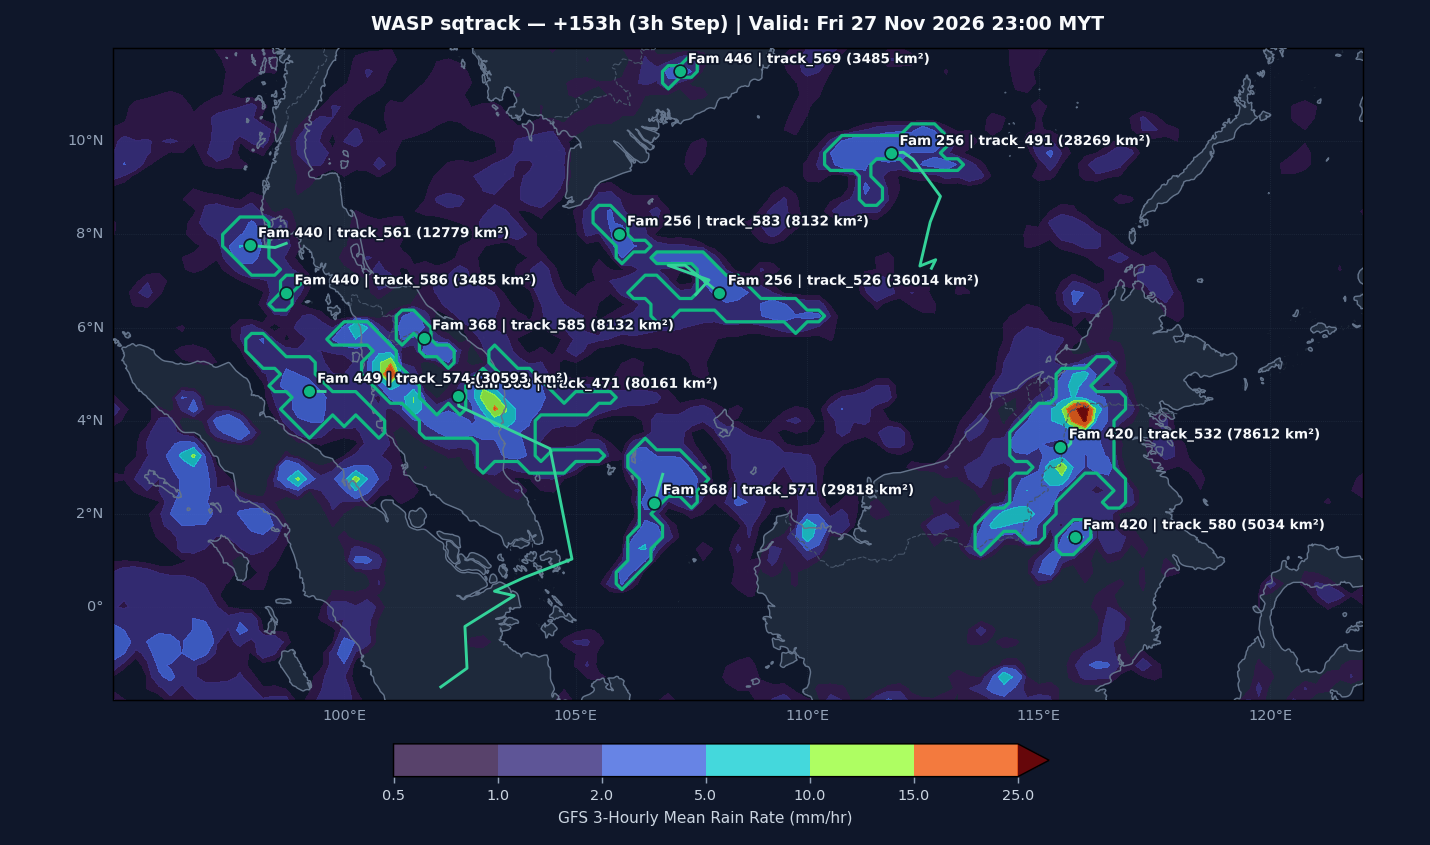 WASP sqtrack — +153h (3h Step) | Valid: Fri 27 Nov 2026 23:00 MYT
Fam 446 | track_569 (3485 km²)
10°N
Fam 256 | track_491 (28269 km²)
8°N
Fam 256 | track_583 (8132 km²)
Fam 440 | track_561 (12779 km²)
Fam 440 | track_586 (3485 km²)
Fam 256 | track_526 (36014 km²)
6°N
Fam 368 | track_585 (8132 km²)
Fam 449 | track_574 (30593 km²)
track_471 (80161 km²)
4°N
Fam 420 | track_532 (78612 km²)
Fam 368 | track_571 (29818 km²)
2°N
Fam 420 | track_580 (5034 km²)
0°
100°E 105°E 110°E 115°E 120°E
0.5 1.0 2.0 5.0 10.0 15.0 25.0
GFS 3-Hourly Mean Rain Rate (mm/hr)